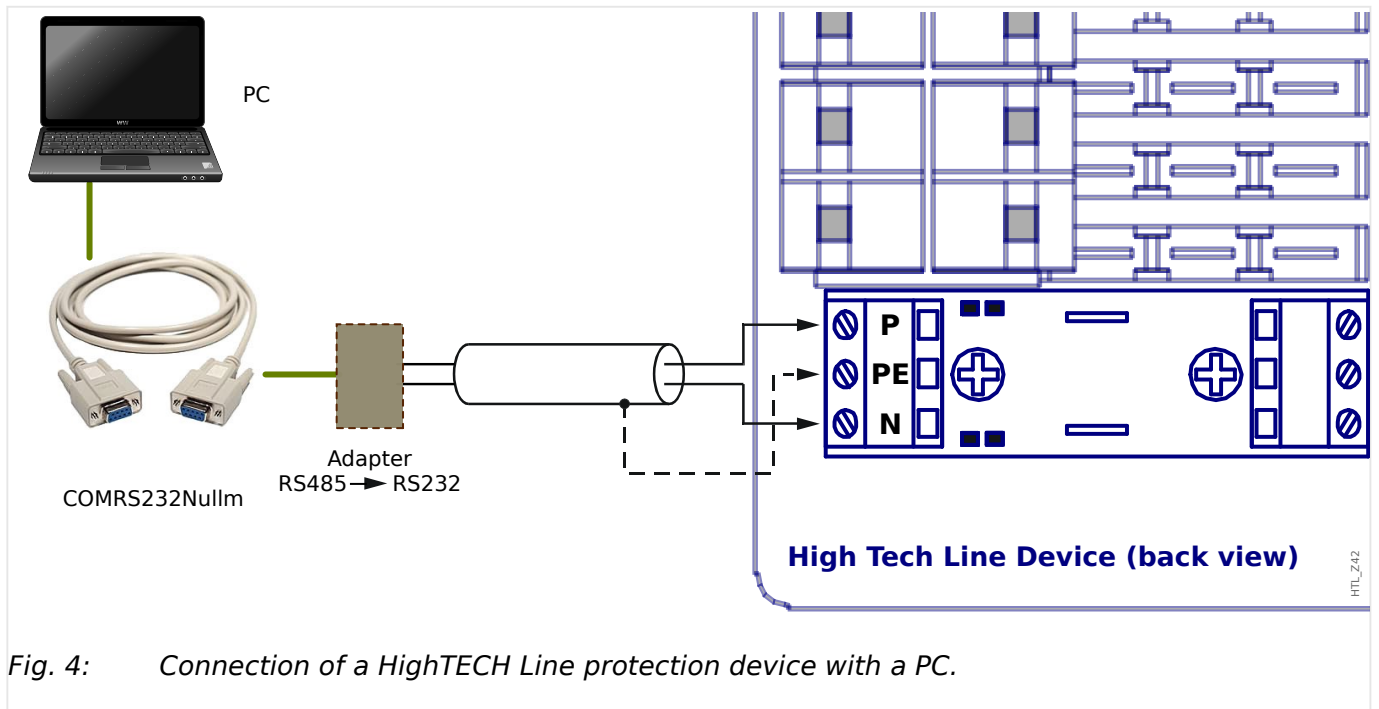 PC
COMRS232Nullm
Adapter
RS485 → RS232
P
PE
N
High Tech Line Device (back view)
HTL_Z42
Fig. 4: Connection of a HighTECH Line protection device with a PC.